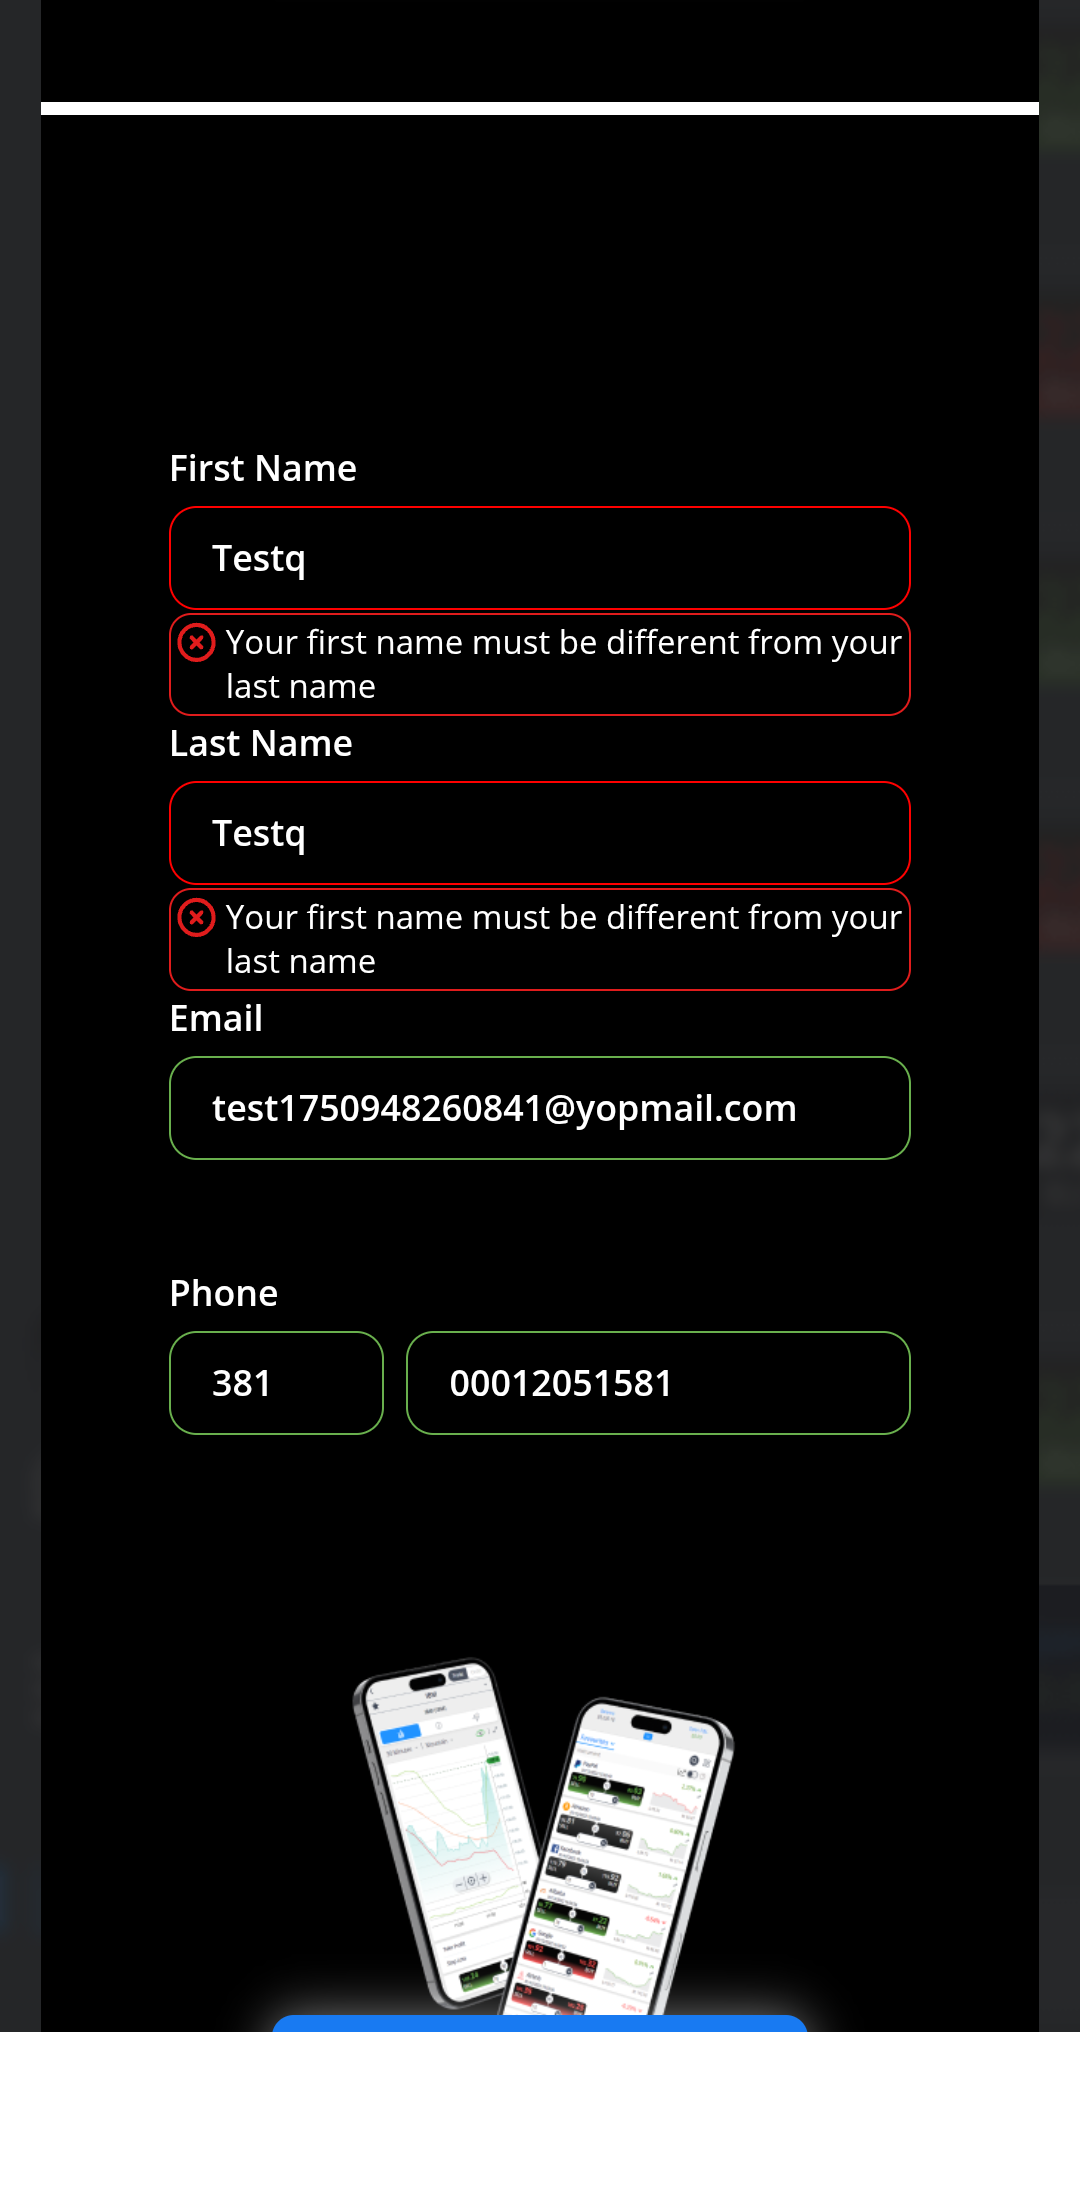 First Name
Testq
Your first name must be different from your
last name
Last Name
Testq
Your first name must be different from your
last name
Email
test1750948260841@yopmail.com
Phone
381
00012051581